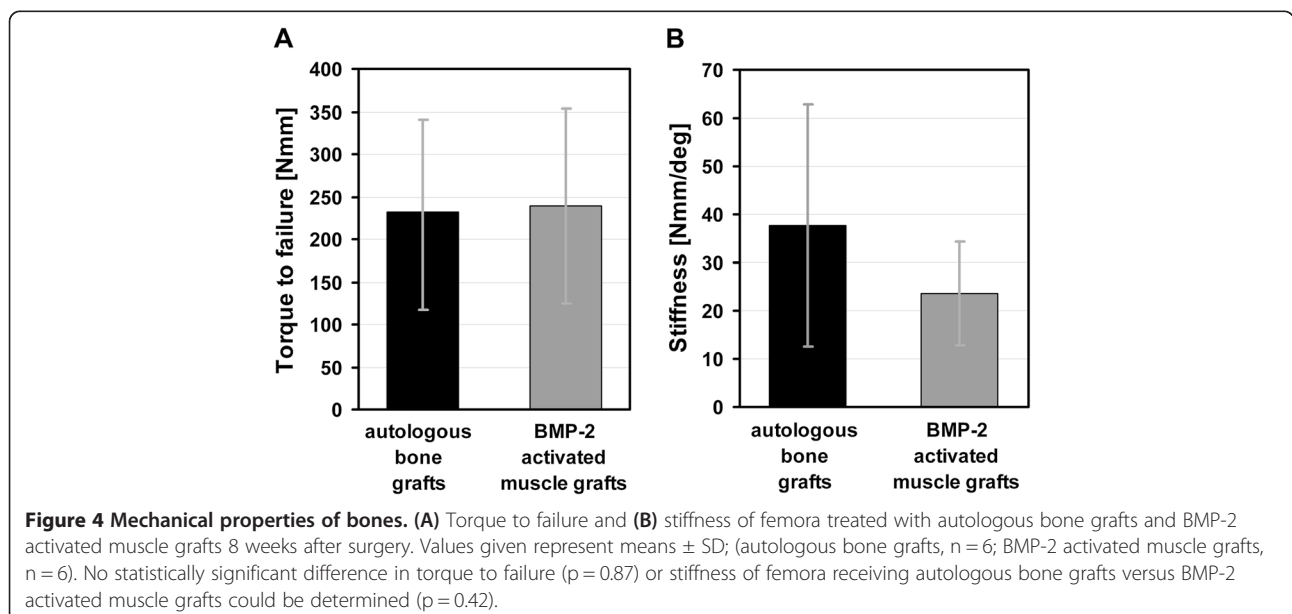 A
Torque to failure [Nmm]
400
350
300
250
200
150
100
50
0
autologous
bone
grafts
BMP-2
activated
muscle grafts
B
Stiffness [Nmm/deg]
70
60
50
40
30
20
10
0
autologous
bone
grafts
BMP-2
activated
muscle grafts
Figure 4 Mechanical properties of bones. (A) Torque to failure and (B) stiffness of femora treated with autologous bone grafts and BMP-2
activated muscle grafts 8 weeks after surgery. Values given represent means ± SD; (autologous bone grafts, n = 6; BMP-2 activated muscle grafts,
n = 6). No statistically significant difference in torque to failure (p = 0.87) or stiffness of femora receiving autologous bone grafts versus BMP-2
activated muscle grafts could be determined (p = 0.42).